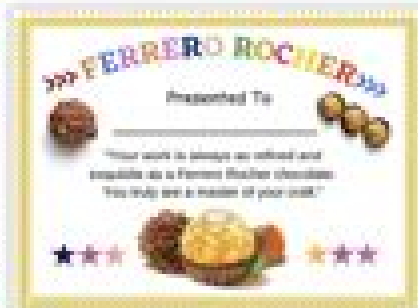 >>> FERRERO ROCHER >>>
Presented To
"Your work is always as refined and
exquisite as a Ferrero Rocher chocolate.
You truly are a master of your craft."